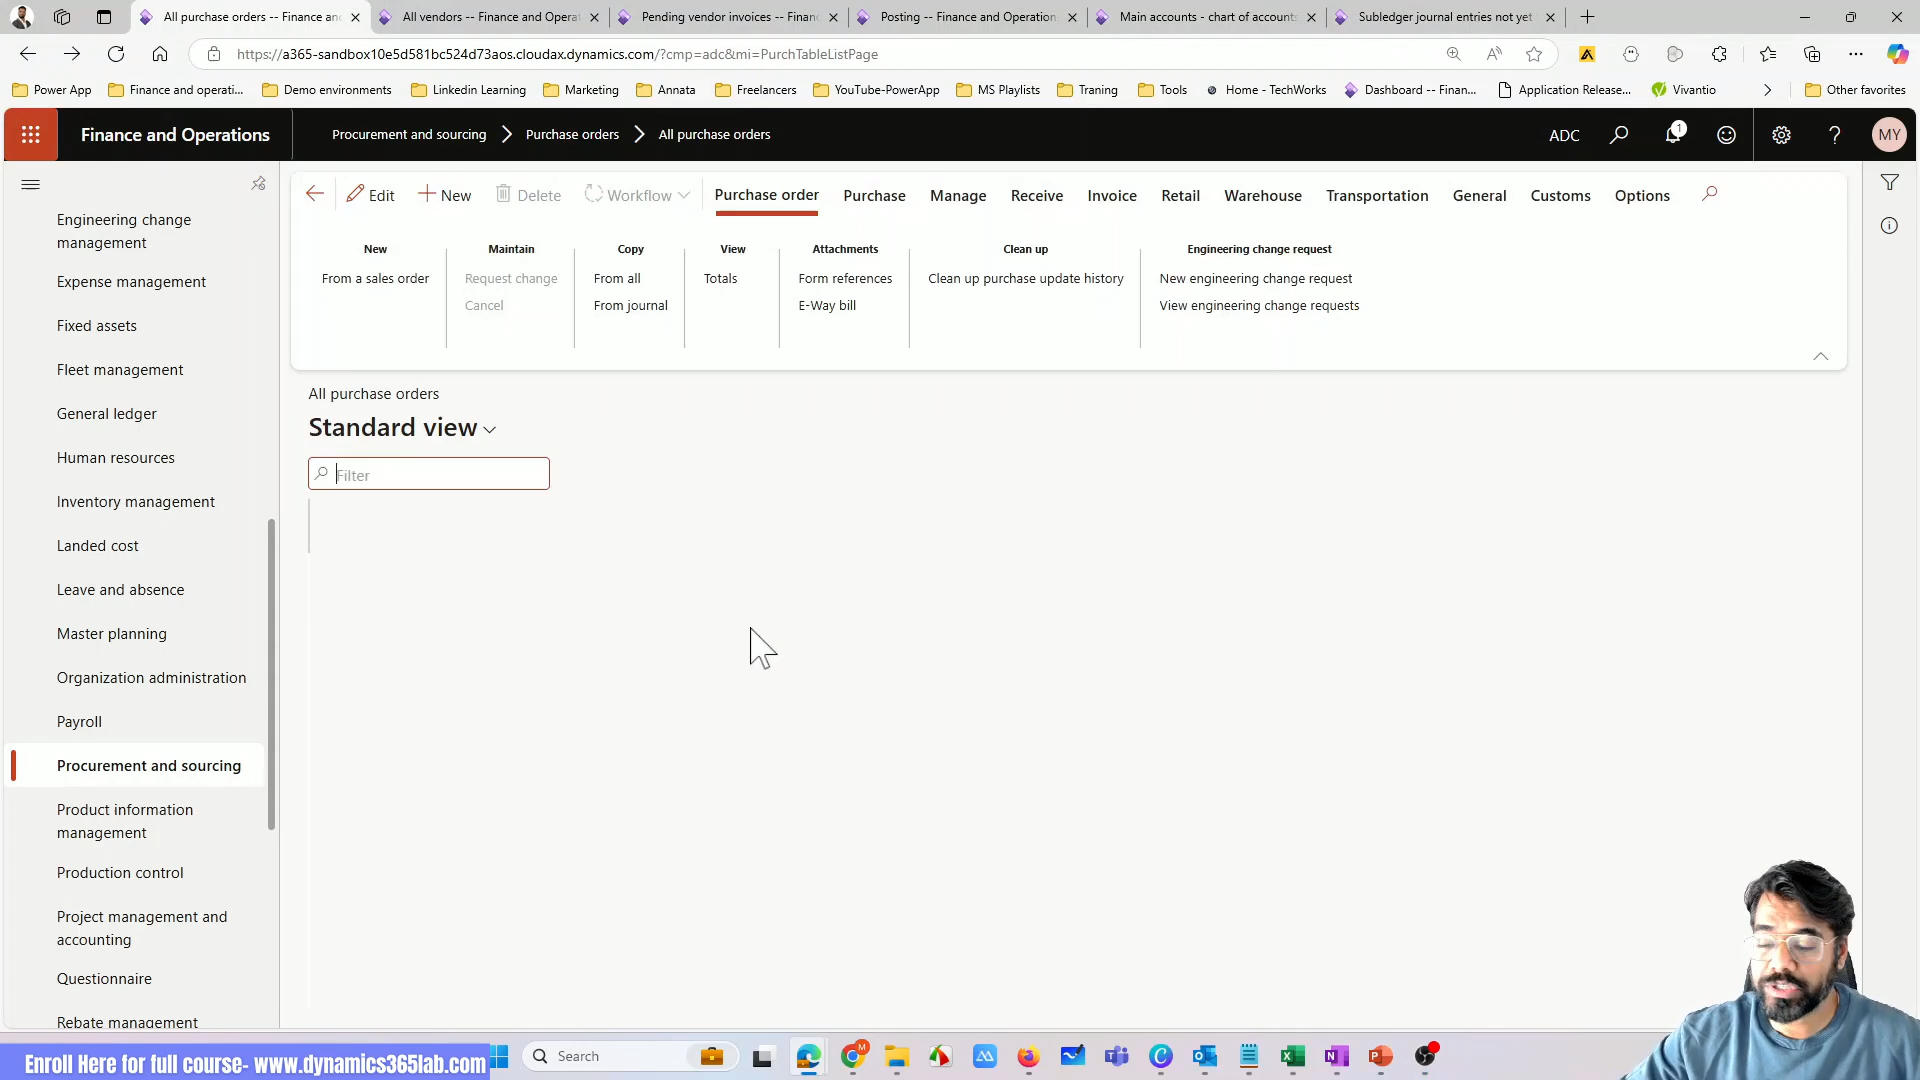 All purchase orders -- Finance an
All vendors -- Finance and Operat
Pending vendor invoices -- Finan
Posting -- Finance and Operation
Main accounts - chart of accounts
Subledger journal entries not yet
https://a365-sandbox10e5d581bc524d73aos.cloudax.dynamics.com/?cmp=adc&mi=PurchTableListPage
Power App
Finance and operati...
Demo environments
Linkedin Learning
Marketing
Annata
Freelancers
YouTube-PowerApp
MS Playlists
Traning
Tools
Home - TechWorks
Dashboard -- Finan...
Application Release...
Vivantio
Other favorites
Finance and Operations
Procurement and sourcing
Purchase orders
All purchase orders
ADC
1
MY
Edit
New
Delete
Workflow
Purchase order
Purchase
Manage
Receive
Invoice
Retail
Warehouse
Transportation
General
Customs
Options
New
From a sales order
Maintain
Request change
Cancel
Copy
From all
From journal
View
Totals
Attachments
Form references
E-Way bill
Clean up
Clean up purchase update history
Engineering change request
New engineering change request
View engineering change requests
All purchase orders
Standard view
Filter
Engineering change
management
Expense management
Fixed assets
Fleet management
General ledger
Human resources
Inventory management
Landed cost
Leave and absence
Master planning
Organization administration
Payroll
Procurement and sourcing
Product information
management
Production control
Project management and
accounting
Questionnaire
Rebate management
Enroll Here for full course- www.dynamics365lab.com
Search